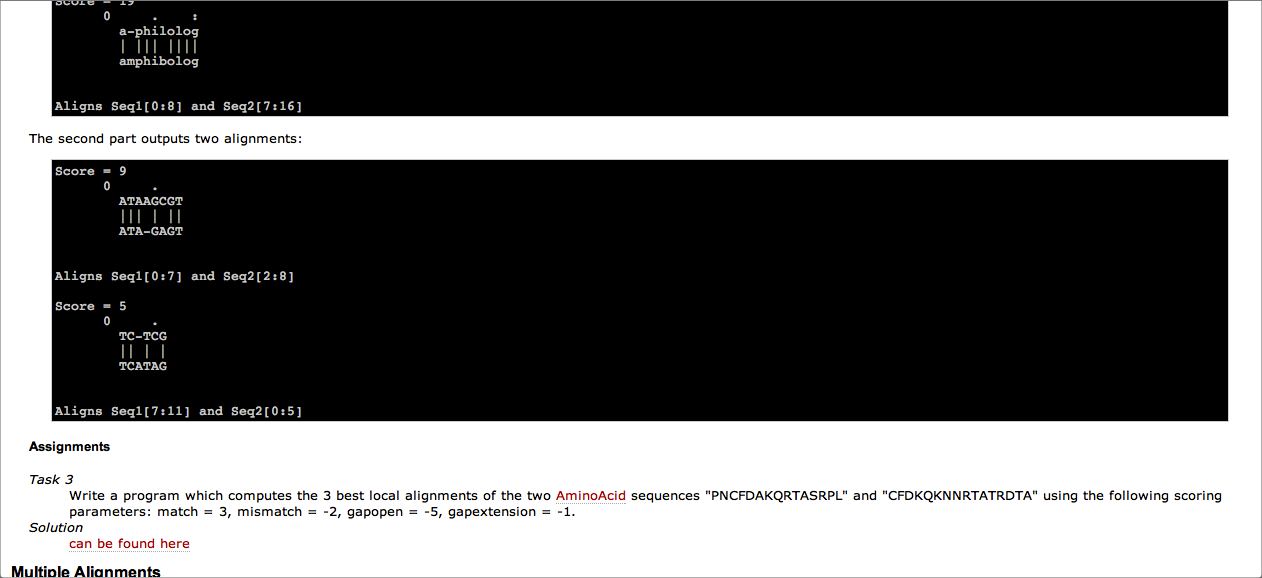 Score = 19
0 . :
a-philolog
| ||| ||||
amphibolog
Aligns Seq1[0:8] and Seq2[7:16]
The second part outputs two alignments:
Score = 9
0 .
ATAAGCGT
||| | ||
ATA-GAGT
Aligns Seq1[0:7] and Seq2[2:8]
Score = 5
0 .
TC-TCG
|| | |
TCATAG
Aligns Seq1[7:11] and Seq2[0:5]
Assignments
Task 3
Write a program which computes the 3 best local alignments of the two AminoAcid sequences "PNCFDAKQRTASRPL" and "CFDKQKNNRTATRDTA" using the following scoring
parameters: match = 3, mismatch = -2, gapopen = -5, gapextension = -1.
Solution
can be found here
Multiple Alignments